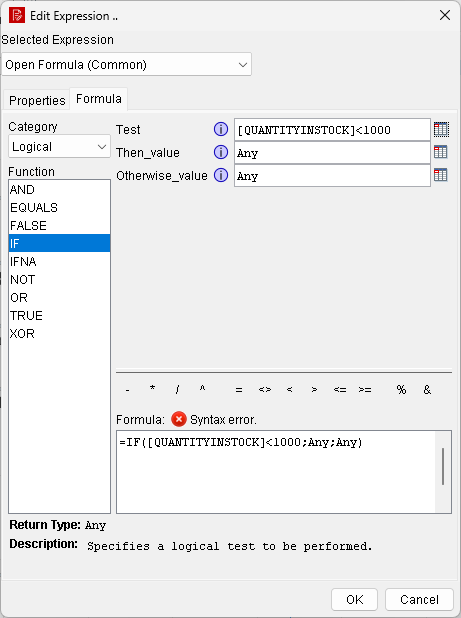 Edit Expression ..
Selected Expression
Open Formula (Common)
Properties
Formula
Category
Logical
Function
AND
EQUALS
FALSE
IF
IFNA
NOT
OR
TRUE
XOR
Test [QUANTITYINSTOCK]<1000
Then_value Any
Otherwise_value Any
- * / ^ = <> < > <= >= % &
Formula: Syntax error.
=IF([QUANTITYINSTOCK]<1000;Any;Any)
Return Type: Any
Description: Specifies a logical test to be performed.
OK
Cancel